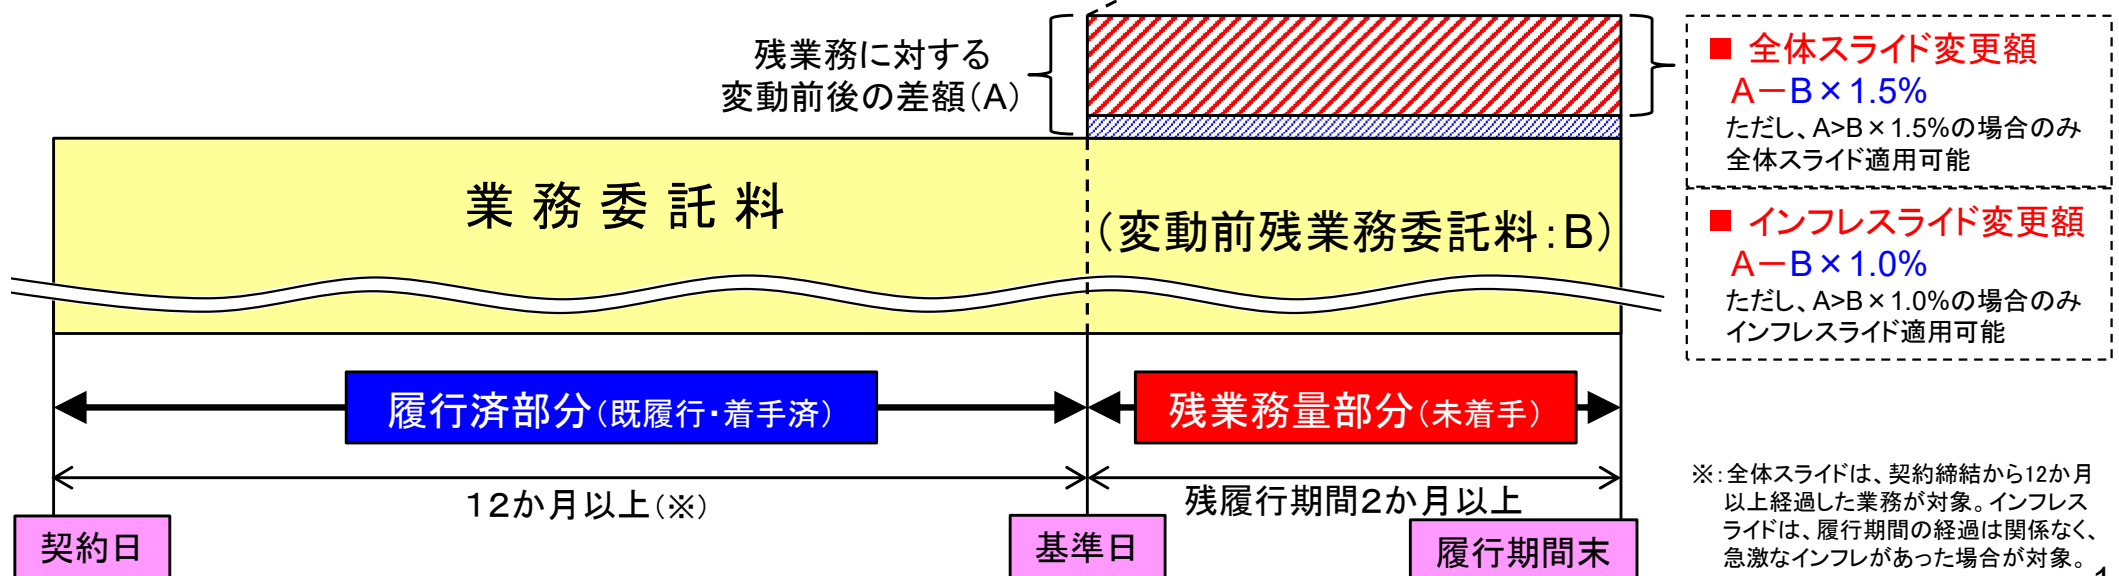 残業務に対する
変動前後の差額(A)
■ 全体スライド変更額
A－B×1.5%
ただし、A>B×1.5%の場合のみ
全体スライド適用可能
業務委託料
(変動前残業務委託料:B)
■ インフレスライド変更額
A－B×1.0%
ただし、A>B×1.0%の場合のみ
インフレスライド適用可能
履行済部分(既履行・着手済)
残業務量部分(未着手)
12か月以上(※)
残履行期間2か月以上
※:全体スライドは、契約締結から12か月
以上経過した業務が対象。インフレス
ライドは、履行期間の経過は関係なく、
急激なインフレがあった場合が対象。
契約日
基準日
履行期間末